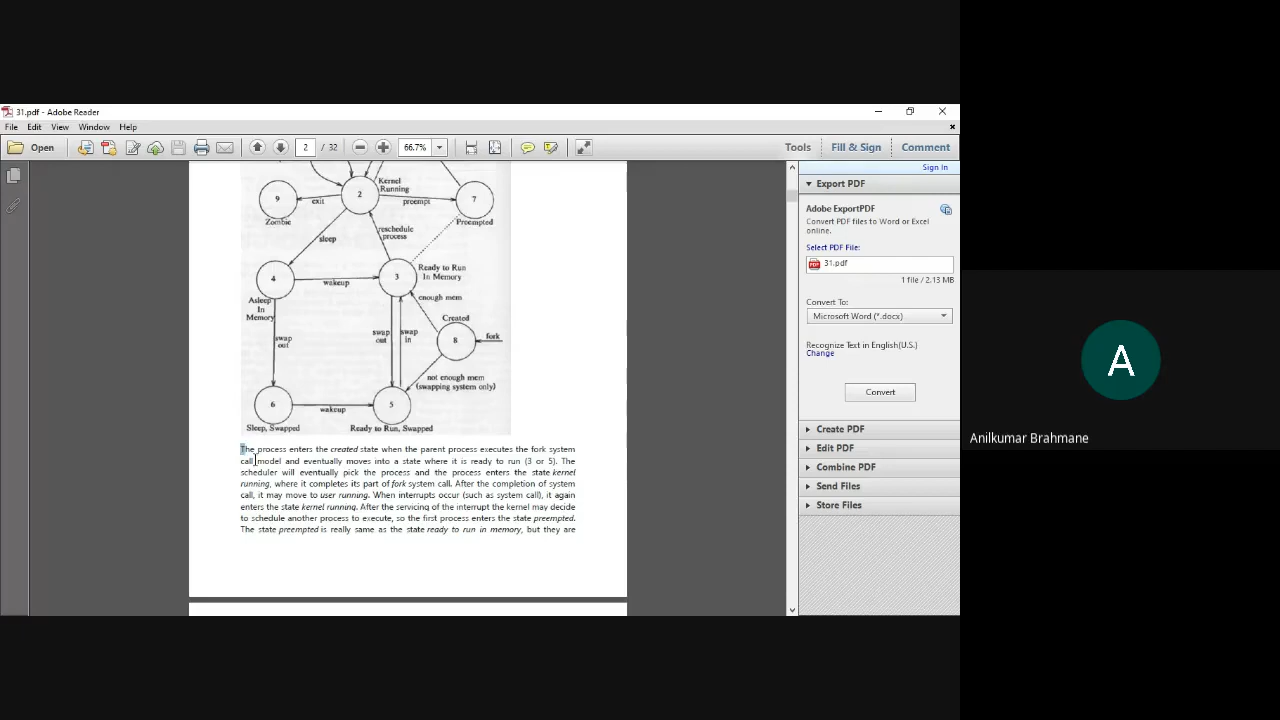 31.pdf - Adobe Reader
File Edit View Window Help
Open 2 / 32 66.7% Tools Fill & Sign Comment
Sign In
Export PDF
Adobe ExportPDF
Convert PDF files to Word or Excel
online.
Select PDF File:
31.pdf
1 file / 2.13 MB
Convert To:
Microsoft Word (*.docx)
Recognize Text in English(U.S.)
Change
Convert
Create PDF
Edit PDF
Combine PDF
Send Files
Store Files
Kernel
Running
9
2
7
exit
preempt
Zombie
Preempted
reschedule
process
sleep
4
3
Ready to Run
In Memory
wakeup
enough mem
Asleep
In
Memory
Created
swap
out
swap
out
swap
in
8
fork
not enough mem
(swapping system only)
6
5
wakeup
Sleep, Swapped
Ready to Run, Swapped
The process enters the created state when the parent process executes the fork system
call model and eventually moves into a state where it is ready to run (3 or 5). The
scheduler will eventually pick the process and the process enters the state kernel
running, where it completes its part of fork system call. After the completion of system
call, it may move to user running. When interrupts occur (such as system call), it again
enters the state kernel running. After the servicing of the interrupt the kernel may decide
to schedule another process to execute, so the first process enters the state preempted.
The state preempted is really same as the state ready to run in memory, but they are
A
Anilkumar Brahmane